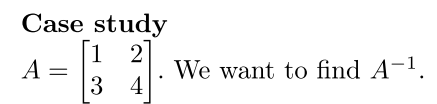 Case study
A = [1 2
3 4]. We want to find A⁻¹.